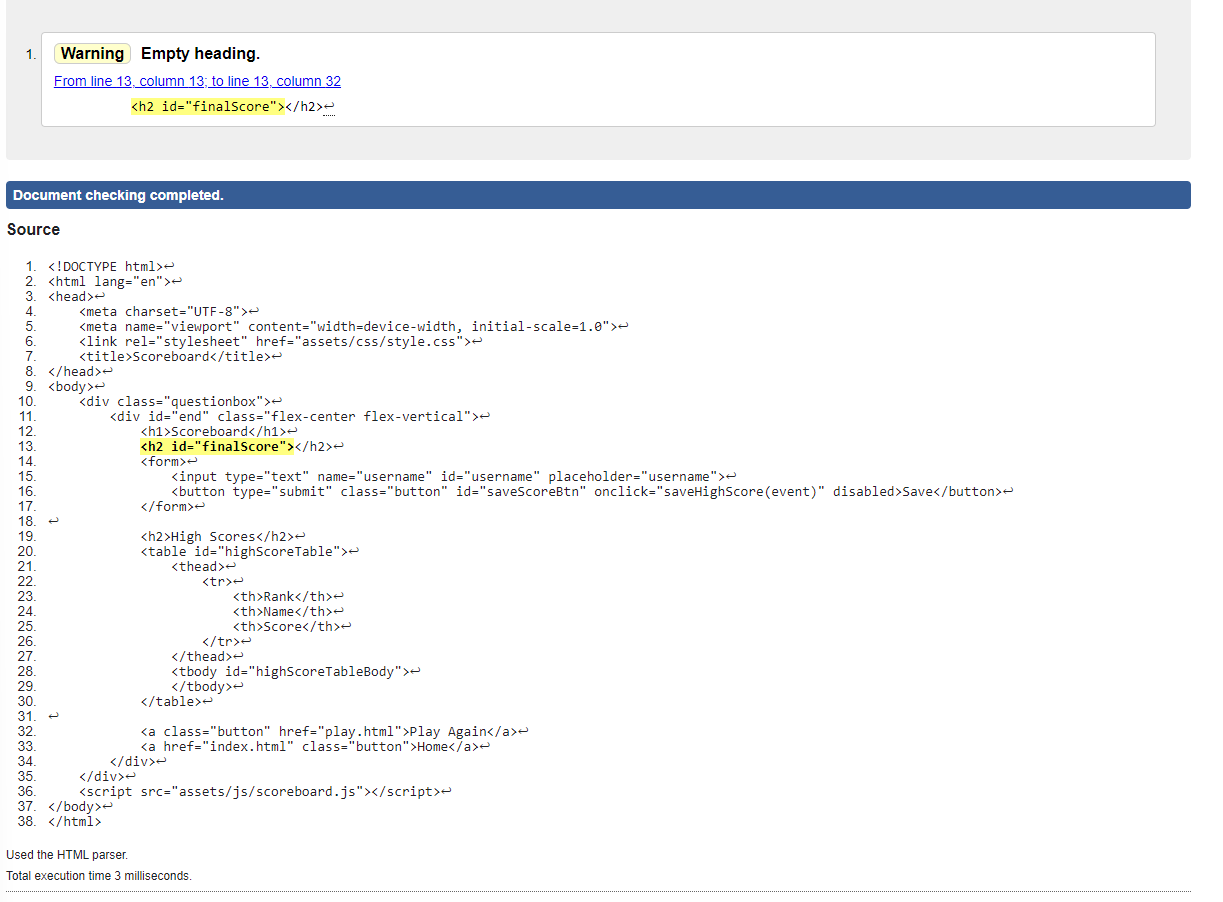 1. Warning Empty heading.
From line 13, column 13; to line 13, column 32
<h2 id="finalScore"></h2>↩
Document checking completed.
Source
1. <!DOCTYPE html>↩
2. <html lang="en">↩
3. <head>↩
4.     <meta charset="UTF-8">↩
5.     <meta name="viewport" content="width=device-width, initial-scale=1.0">↩
6.     <link rel="stylesheet" href="assets/css/style.css">↩
7.     <title>Scoreboard</title>↩
8. </head>↩
9. <body>↩
10.     <div class="questionbox">↩
11.         <div id="end" class="flex-center flex-vertical">↩
12.             <h1>Scoreboard</h1>↩
13.             <h2 id="finalScore"></h2>↩
14.             <form>↩
15.                 <input type="text" name="username" id="username" placeholder="username">↩
16.                 <button type="submit" class="button" id="saveScoreBtn" onclick="saveHighScore(event)" disabled>Save</button>↩
17.             </form>↩
18. ↩
19.             <h2>High Scores</h2>↩
20.             <table id="highScoreTable">↩
21.                 <thead>↩
22.                     <tr>↩
23.                         <th>Rank</th>↩
24.                         <th>Name</th>↩
25.                         <th>Score</th>↩
26.                     </tr>↩
27.                 </thead>↩
28.                 <tbody id="highScoreTableBody">↩
29.                 </tbody>↩
30.             </table>↩
31. ↩
32.             <a class="button" href="play.html">Play Again</a>↩
33.             <a href="index.html" class="button">Home</a>↩
34.         </div>↩
35.     </div>↩
36.     <script src="assets/js/scoreboard.js"></script>↩
37. </body>↩
38. </html>
Used the HTML parser.
Total execution time 3 milliseconds.